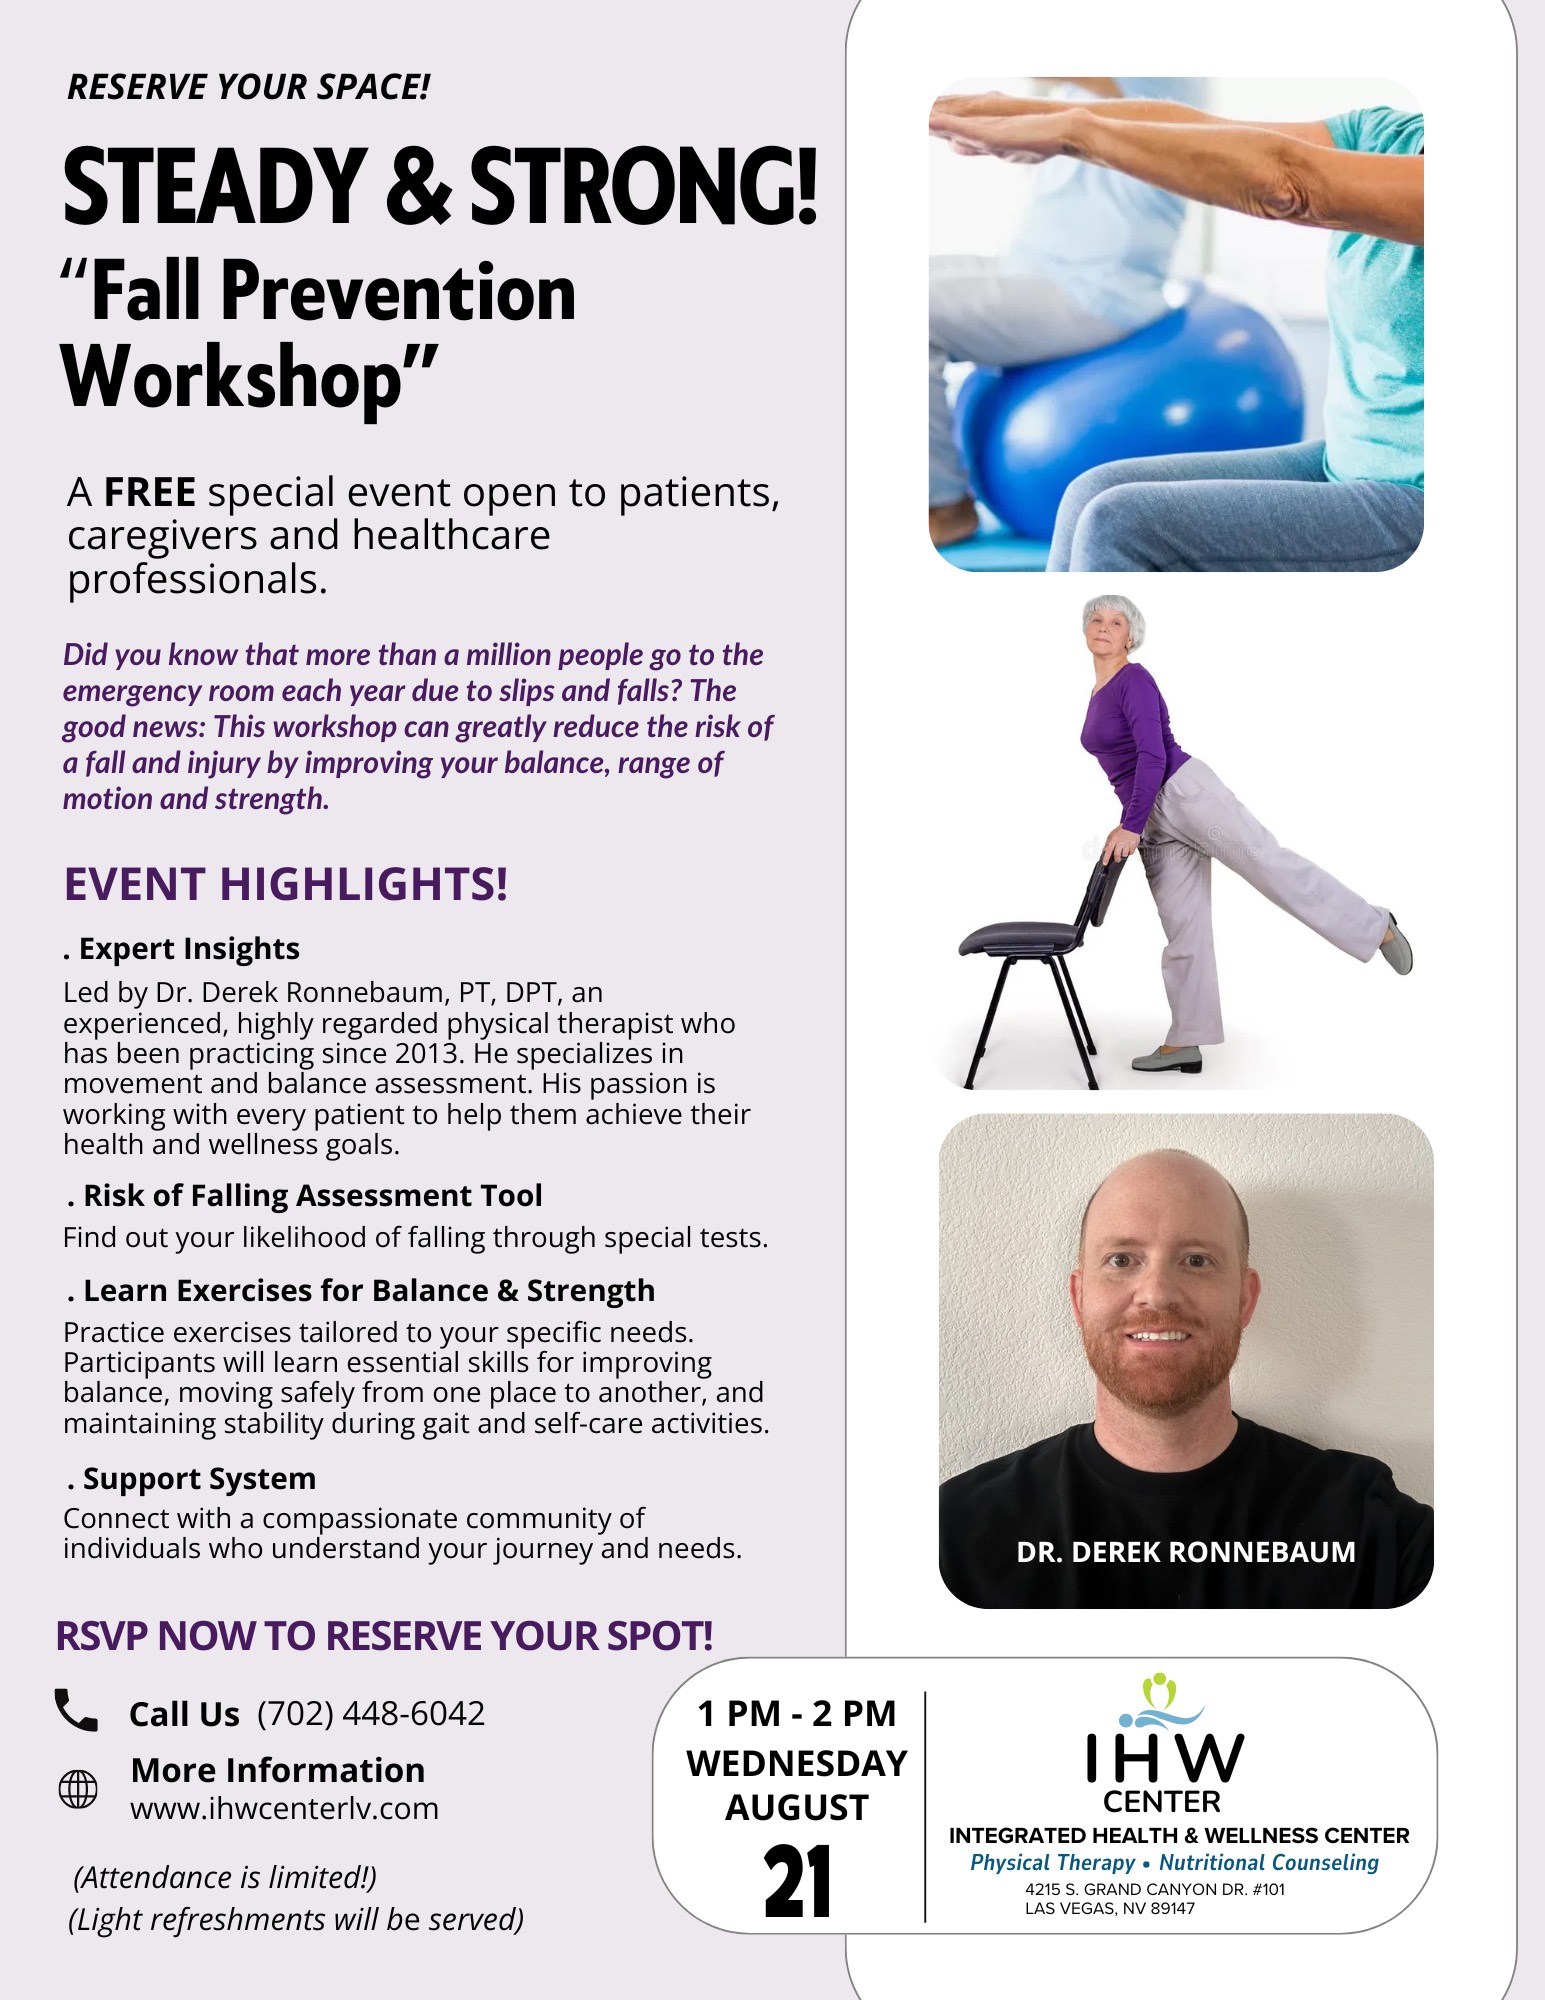 RESERVE YOUR SPACE!
STEADY & STRONG!
“Fall Prevention
Workshop”
A FREE special event open to patients,
caregivers and healthcare
professionals.
Did you know that more than a million people go to the
emergency room each year due to slips and falls? The
good news: This workshop can greatly reduce the risk of
a fall and injury by improving your balance, range of
motion and strength.
EVENT HIGHLIGHTS!
. Expert Insights
Led by Dr. Derek Ronnebaum, PT, DPT, an
experienced, highly regarded physical therapist who
has been practicing since 2013. He specializes in
movement and balance assessment. His passion is
working with every patient to help them achieve their
health and wellness goals.
. Risk of Falling Assessment Tool
Find out your likelihood of falling through special tests.
. Learn Exercises for Balance & Strength
Practice exercises tailored to your specific needs.
Participants will learn essential skills for improving
balance, moving safely from one place to another, and
maintaining stability during gait and self-care activities.
. Support System
Connect with a compassionate community of
individuals who understand your journey and needs.
RSVP NOW TO RESERVE YOUR SPOT!
Call Us (702) 448-6042
More Information
www.ihwcenterlv.com
(Attendance is limited!)
(Light refreshments will be served)
DR. DEREK RONNEBAUM
1 PM - 2 PM
WEDNESDAY
AUGUST
21
IHW
CENTER
INTEGRATED HEALTH & WELLNESS CENTER
Physical Therapy • Nutritional Counseling
4215 S. GRAND CANYON DR. #101
LAS VEGAS, NV 89147